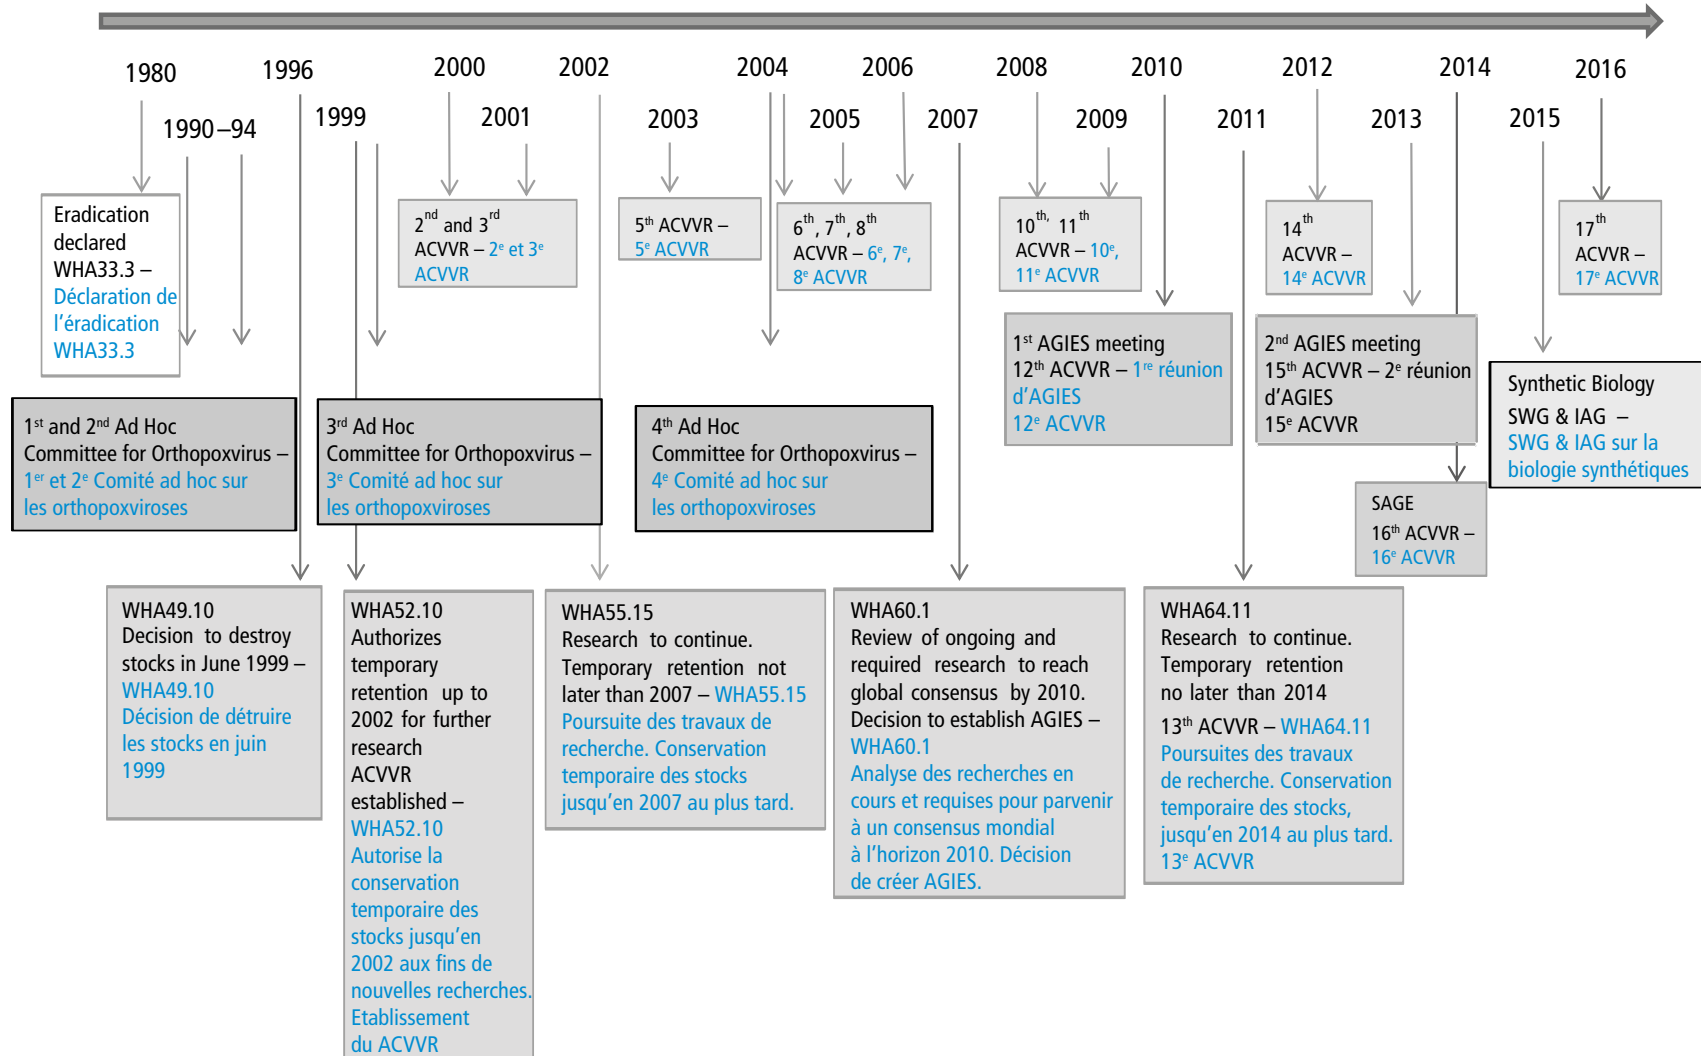 1980
1996
2000
2002
2004
2006
2008
2010
2012
2014
2016
1990–94
1999
2001
2003
2005
2007
2009
2011
2013
2015
Eradication
declared
WHA33.3 –
Déclaration de
l'éradication
WHA33.3
2nd and 3rd
ACVVR – 2e et 3e
ACVVR
5th ACVVR –
5e ACVVR
6th, 7th, 8th
ACVVR – 6e, 7e,
8e ACVVR
10th, 11th
ACVVR – 10e,
11e ACVVR
14th
ACVVR –
14e ACVVR
17th
ACVVR –
17e ACVVR
1st AGIES meeting
12th ACVVR – 1re réunion
d'AGIES
12e ACVVR
2nd AGIES meeting
15th ACVVR – 2e réunion
d'AGIES
15e ACVVR
Synthetic Biology
SWG & IAG –
SWG & IAG sur la
biologie synthétiques
1st and 2nd Ad Hoc
Committee for Orthopoxvirus –
1er et 2e Comité ad hoc sur
les orthopoxviroses
3rd Ad Hoc
Committee for Orthopoxvirus –
3e Comité ad hoc sur
les orthopoxviroses
4th Ad Hoc
Committee for Orthopoxvirus –
4e Comité ad hoc sur
les orthopoxviroses
SAGE
16th ACVVR –
16e ACVVR
WHA49.10
Decision to destroy
stocks in June 1999 –
WHA49.10
Décision de détruire
les stocks en juin
1999
WHA52.10
Authorizes
temporary
retention up to
2002 for further
research
ACVVR
established –
WHA52.10
Autorise la
conservation
temporaire des
stocks jusqu'en
2002 aux fins de
nouvelles recherches.
Etablissement
du ACVVR
WHA55.15
Research to continue.
Temporary retention not
later than 2007 – WHA55.15
Poursuite des travaux de
recherche. Conservation
temporaire des stocks
jusqu'en 2007 au plus tard.
WHA60.1
Review of ongoing and
required research to reach
global consensus by 2010.
Decision to establish AGIES –
WHA60.1
Analyse des recherches en
cours et requises pour parvenir
à un consensus mondial
à l'horizon 2010. Décision
de créer AGIES.
WHA64.11
Research to continue.
Temporary retention
no later than 2014
13th ACVVR – WHA64.11
Poursuites des travaux
de recherche. Conservation
temporaire des stocks,
jusqu'en 2014 au plus tard.
13e ACVVR